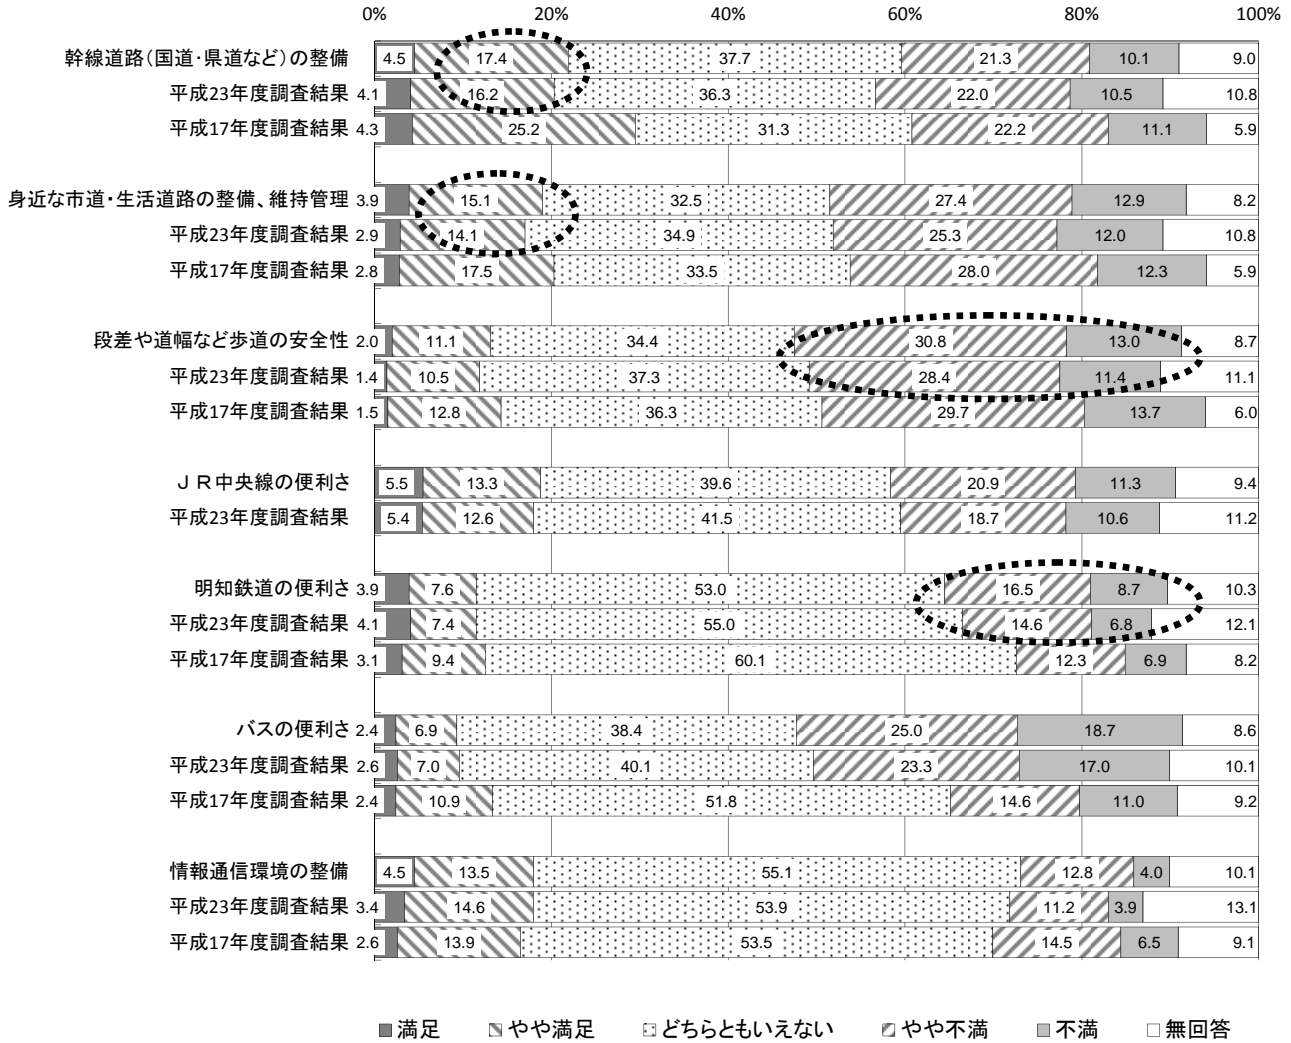 0% 20% 40% 60% 80% 100%
幹線道路(国道・県道など)の整備 4.5 17.4 37.7 21.3 10.1 9.0
平成23年度調査結果 4.1 16.2 36.3 22.0 10.5 10.8
平成17年度調査結果 4.3 25.2 31.3 22.2 11.1 5.9
身近な市道・生活道路の整備、維持管理 3.9 15.1 32.5 27.4 12.9 8.2
平成23年度調査結果 2.9 14.1 34.9 25.3 12.0 10.8
平成17年度調査結果 2.8 17.5 33.5 28.0 12.3 5.9
段差や道幅など歩道の安全性 2.0 11.1 34.4 30.8 13.0 8.7
平成23年度調査結果 1.4 10.5 37.3 28.4 11.4 11.1
平成17年度調査結果 1.5 12.8 36.3 29.7 13.7 6.0
JR中央線の便利さ 5.5 13.3 39.6 20.9 11.3 9.4
平成23年度調査結果 5.4 12.6 41.5 18.7 10.6 11.2
明知鉄道の便利さ 3.9 7.6 53.0 16.5 8.7 10.3
平成23年度調査結果 4.1 7.4 55.0 14.6 6.8 12.1
平成17年度調査結果 3.1 9.4 60.1 12.3 6.9 8.2
バスの便利さ 2.4 6.9 38.4 25.0 18.7 8.6
平成23年度調査結果 2.6 7.0 40.1 23.3 17.0 10.1
平成17年度調査結果 2.4 10.9 51.8 14.6 11.0 9.2
情報通信環境の整備 4.5 13.5 55.1 12.8 4.0 10.1
平成23年度調査結果 3.4 14.6 53.9 11.2 3.9 13.1
平成17年度調査結果 2.6 13.9 53.5 14.5 6.5 9.1
満足 やや満足 どちらともいえない やや不満 不満 無回答